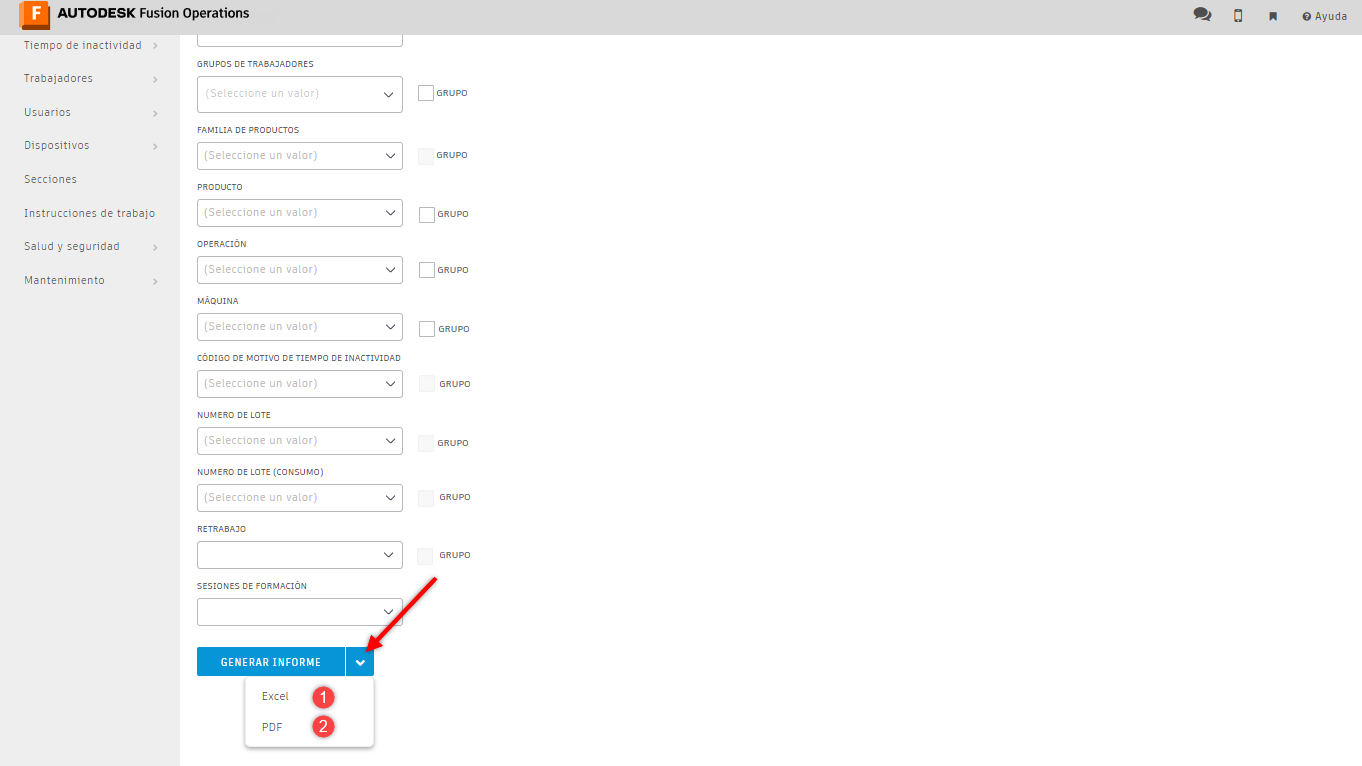 F AUTODESK Fusion Operations
Ayuda
Tiempo de inactividad
Trabajadores
Usuarios
Dispositivos
Secciones
Instrucciones de trabajo
Salud y seguridad
Mantenimiento
GRUPOS DE TRABAJADORES
(Seleccione un valor) GRUPO
FAMILIA DE PRODUCTOS
(Seleccione un valor) GRUPO
PRODUCTO
(Seleccione un valor) GRUPO
OPERACIÓN
(Seleccione un valor) GRUPO
MÁQUINA
(Seleccione un valor) GRUPO
CÓDIGO DE MOTIVO DE TIEMPO DE INACTIVIDAD
(Seleccione un valor) GRUPO
NUMERO DE LOTE
(Seleccione un valor) GRUPO
NUMERO DE LOTE (CONSUMO)
(Seleccione un valor) GRUPO
RETRABAJO
GRUPO
SESIONES DE FORMACIÓN
GENERAR INFORME
Excel 1
PDF 2